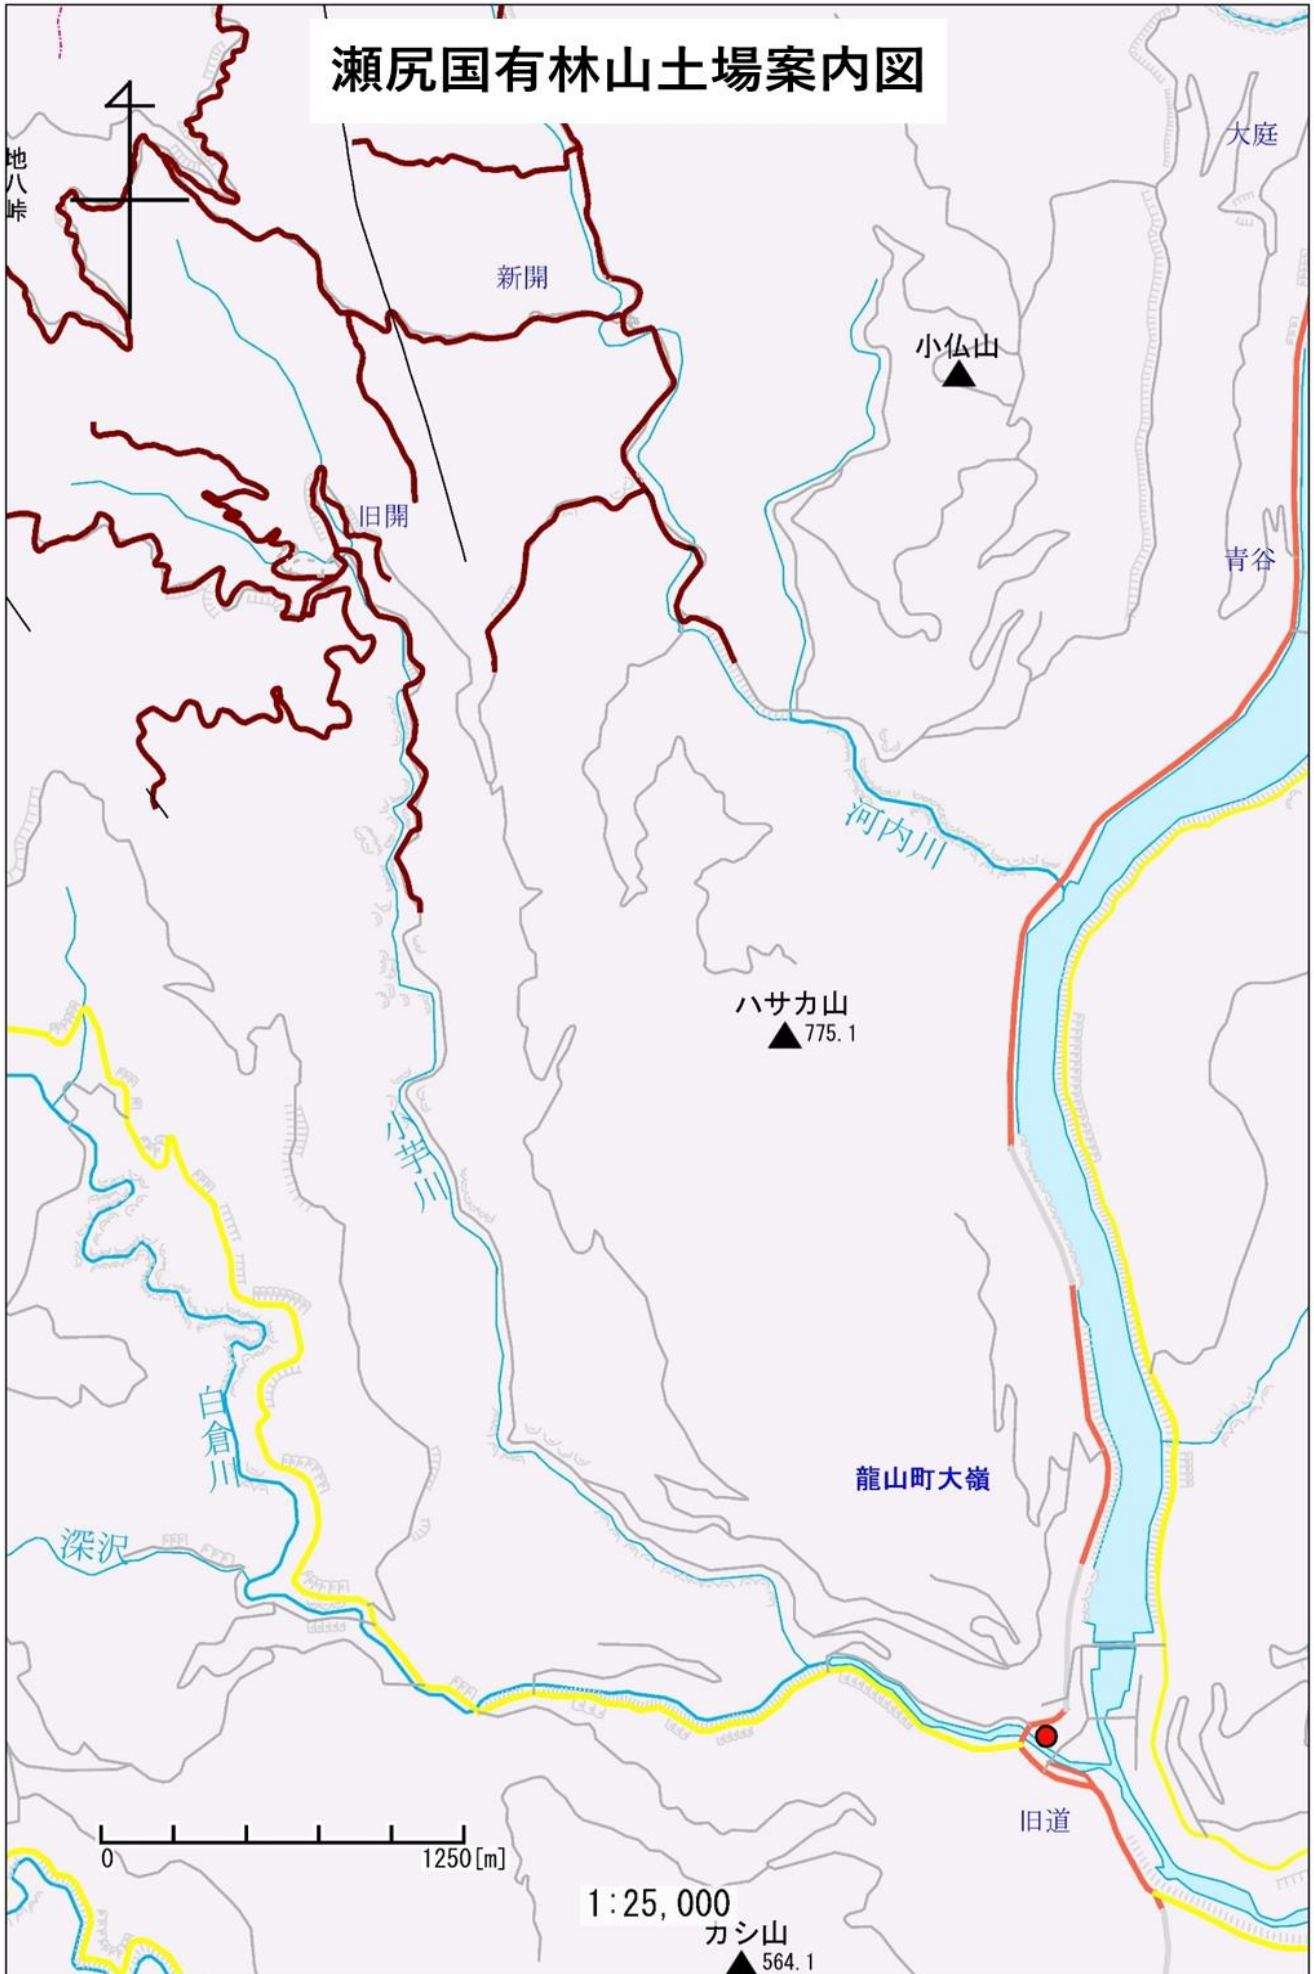 瀬尻国有林山土場案内図
大庭
地八峠
新開
小仏山
旧開
青谷
河内川
ハサカ山
775.1
小芋川
白倉川
龍山町大嶺
深沢
旧道
0 1250[m]
1:25,000
カシ山
564.1